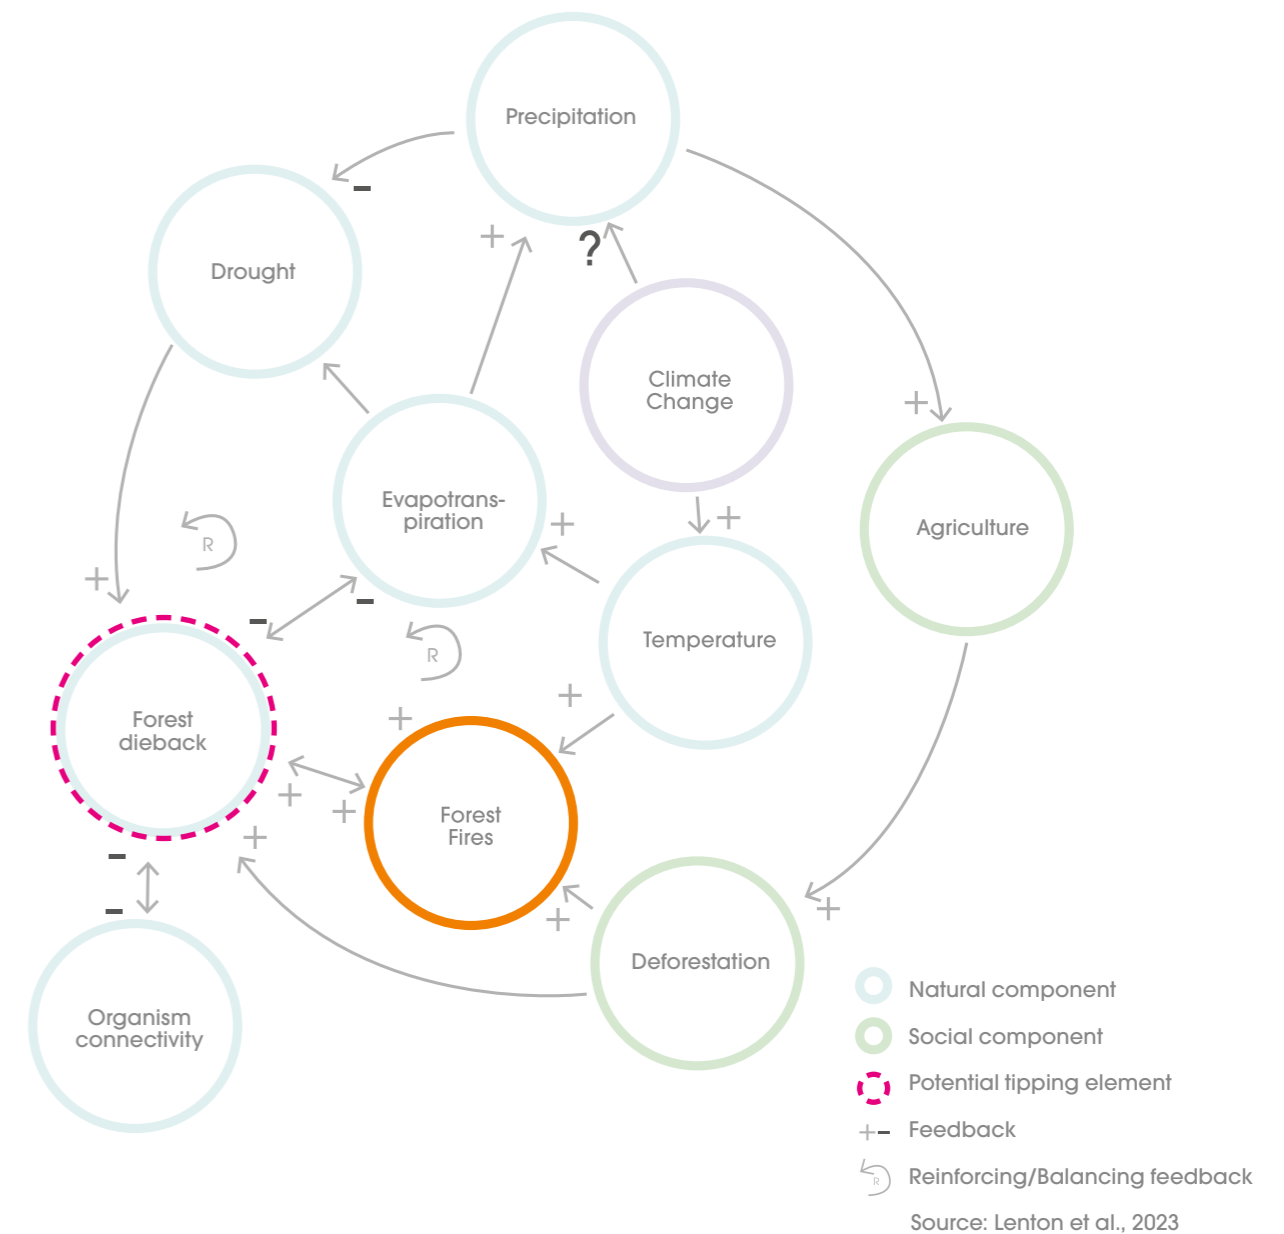 Precipitation
-
+
?
Drought
Climate
Change
+
Evapotrans-
piration
+
+
Agriculture
R
+
-
-
R
Temperature
+
+
Forest
dieback
+
+
Forest
Fires
+
-
-
+
+
Deforestation
Organism
connectivity
Natural component
Social component
Potential tipping element
+- Feedback
R Reinforcing/Balancing feedback
Source: Lenton et al., 2023